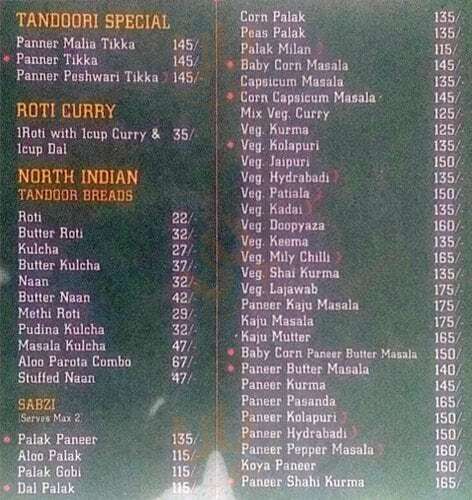 TANDOORI SPECIAL
Panner Malia Tikka 145/-
Panner Tikka 145/-
Panner Peshwari Tikka 145/-
ROTI CURRY
1Roti with 1cup Curry & 35/-
1cup Dal
NORTH INDIAN
TANDOOR BREADS
Roti 22/-
Butter Roti 32/-
Kulcha 27/-
Butter Kulcha 37/-
Naan 32/-
Butter Naan 42/-
Methi Roti 29/-
Pudina Kulcha 32/-
Masala Kulcha 47/-
Aloo Parota Combo 67/-
Stuffed Naan 47/-
SABZI
(Serves Max 2)
Palak Paneer 135/-
Aloo Palak 115/-
Palak Gobi 115/-
Dal Palak 115/-
Corn Palak 135/-
Peas Palak 135/-
Palak Milan 115/-
Baby Corn Masala 145/-
Capsicum Masala 135/-
Corn Capsicum Masala 145/-
Mix Veg. Curry 125/-
Veg. Kurma 125/-
Veg. Kolapuri 135/-
Veg. Jaipuri 150/-
Veg. Hydrabadi 135/-
Veg. Patiala 150/-
Veg. Kadai 135/-
Veg. Doopyaza 160/-
Veg. Keema 135/-
Veg. Mily Chilli 165/-
Veg. Shai Kurma 135/-
Veg. Lajawab 175/-
Paneer Kaju Masala 175/-
Kaju Masala 175/-
Kaju Mutter 165/-
Baby Corn Paneer Butter Masala 150/-
Paneer Butter Masala 140/-
Paneer Kurma 145/-
Paneer Pasanda 165/-
Paneer Kolapuri 150/-
Paneer Hydrabadi 150/-
Paneer Pepper Masala 160/-
Koya Paneer 160/-
Paneer Shahi Kurma 165/-